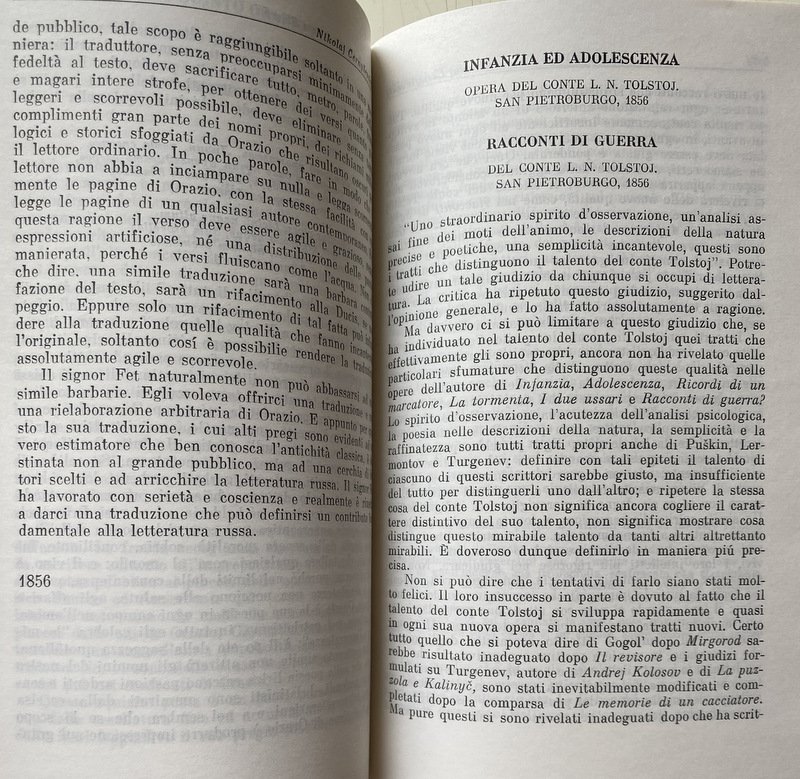 Nikolaj
de pubblico, tale scopo è raggiungibile soltanto in una
niera: il traduttore, senza preoccuparsi minimamente
fedeltà al testo, deve sacrificare tutto, metro, parole
e magari intere strofe, per ottenere dei versi quanto
leggeri e scorrevoli possibile, deve eliminare senza
complimenti gran parte dei nomi propri, dei richiami
logici e storici sfoggiati da Orazio che risultano oscuri
il lettore ordinario. In poche parole, fare in modo che
lettore non abbia a inciampare su nulla e legga
mente le pagine di Orazio, con la stessa facilità con
legge le pagine di un qualsiasi autore contemporaneo
questa ragione il verso deve essere agile e grazioso,
espressioni artificiose, né una distribuzione delle
manierata, perché i versi fluiscano come l'acqua. Non
che dire, una simile traduzione sarà una barbara
fazione del testo, sarà un rifacimento alla Ducis, se
peggio. Eppure solo un rifacimento di tal fatta può
dere alla traduzione quelle qualità che fanno incantevole
l'originale, soltanto cosí è possibilie rendere la
assolutamente agile e scorrevole.
Il signor Fet naturalmente non può abbassarsi ad
simile barbarie. Egli voleva offrirci una traduzione e
una rielaborazione arbitraria di Orazio. E appunto per
sto la sua traduzione, i cui alti pregi sono evidenti
vero estimatore che ben conosca l'antichità classica, è
stinata non al grande pubblico, ma ad una cerchia di
tori scelti e ad arricchire la letteratura russa. Il signor
ha lavorato con serietà e coscienza e realmente è
a darci una traduzione che può definirsi un contributo
damentale alla letteratura russa.
1856
INFANZIA ED ADOLESCENZA
OPERA DEL CONTE L. N. TOLSTOJ.
SAN PIETROBURGO, 1856
RACCONTI DI GUERRA
DEL CONTE L. N. TOLSTOJ.
SAN PIETROBURGO, 1856
"Uno straordinario spirito d'osservazione, un'analisi as-
sai fine dei moti dell'animo, le descrizioni della natura
precise e poetiche, una semplicità incantevole, questi sono
i tratti che distinguono il talento del conte Tolstoj". Potre-
te udire un tale giudizio da chiunque si occupi di lettera-
tura. La critica ha ripetuto questo giudizio, suggerito dal-
l'opinione generale, e lo ha fatto assolutamente a ragione.
Ma davvero ci si può limitare a questo giudizio che, se
ha individuato nel talento del conte Tolstoj quei tratti che
effettivamente gli sono propri, ancora non ha rivelato quelle
particolari sfumature che distinguono queste qualità nelle
opere dell'autore di Infanzia, Adolescenza, Ricordi di un
marcatore, La tormenta, I due ussari e Racconti di guerra?
Lo spirito d'osservazione, l'acutezza dell'analisi psicologica,
la poesia nelle descrizioni della natura, la semplicità e la
raffinatezza sono tutti tratti propri anche di Puškin, Ler-
montov e Turgenev: definire con tali epiteti il talento di
ciascuno di questi scrittori sarebbe giusto, ma insufficiente
del tutto per distinguerli uno dall'altro; e ripetere la stessa
cosa del conte Tolstoj non significa ancora cogliere il carat-
tere distintivo del suo talento, non significa mostrare cosa
distingue questo mirabile talento da tanti altri altrettanto
mirabili. È doveroso dunque definirlo in maniera piú pre-
cisa.
Non si può dire che i tentativi di farlo siano stati mol-
to felici. Il loro insuccesso in parte è dovuto al fatto che il
talento del conte Tolstoj si sviluppa rapidamente e quasi
in ogni sua nuova opera si manifestano tratti nuovi. Certo
tutto quello che si poteva dire di Gogol' dopo Mirgorod sa-
rebbe risultato inadeguato dopo Il revisore e i giudizi for-
mulati su Turgenev, autore di Andrej Kolosov e di La puz-
zola e Kalinyč, sono stati inevitabilmente modificati e com-
pletati dopo la comparsa di Le memorie di un cacciatore.
Ma pure questi si sono rivelati inadeguati dopo che ha scrit-